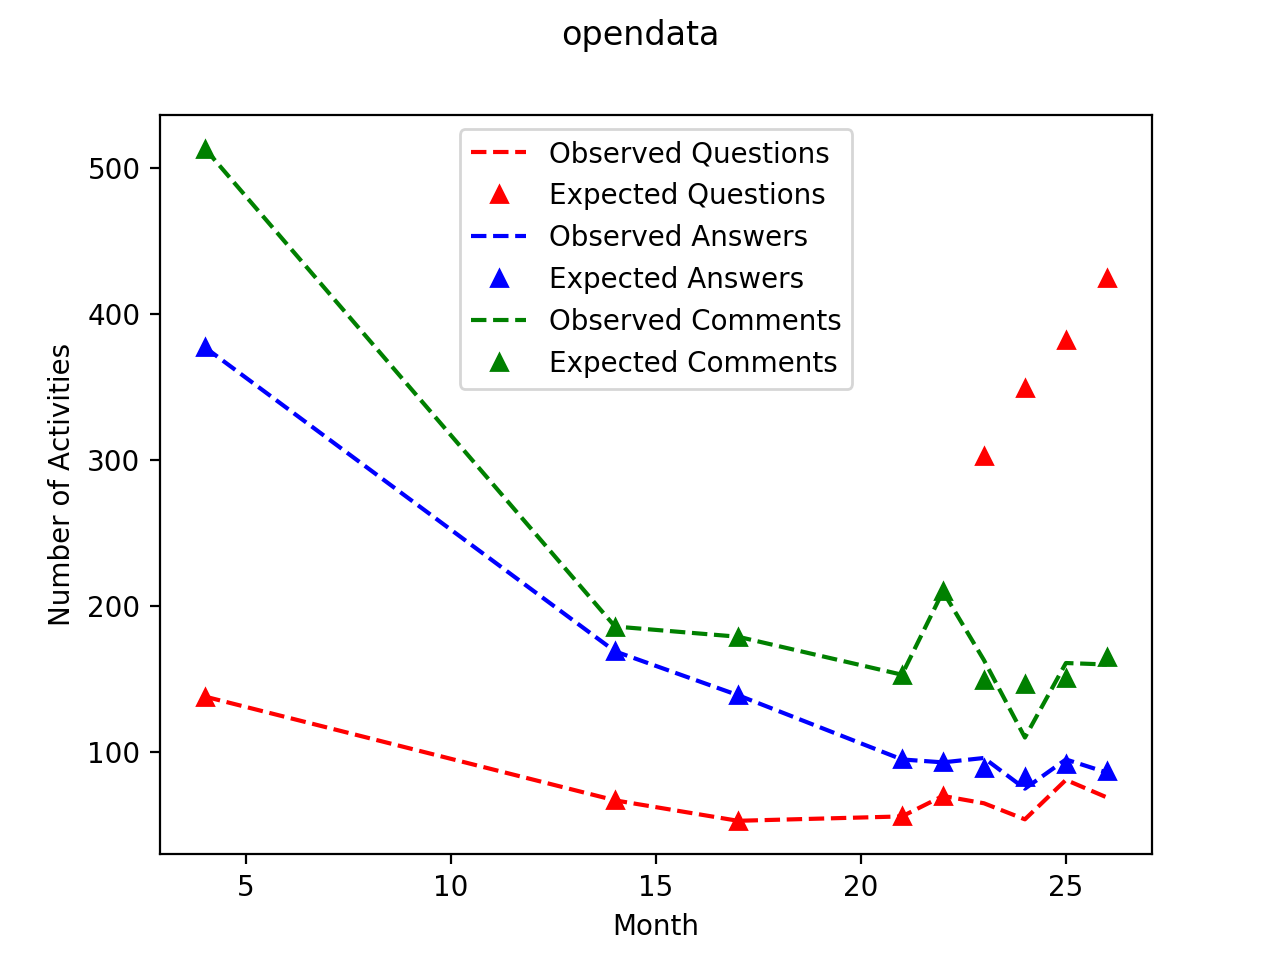 opendata
500
400
300
200
100
Number of Activities
Observed Questions
Expected Questions
Observed Answers
Expected Answers
Observed Comments
Expected Comments
5 10 15 20 25
Month